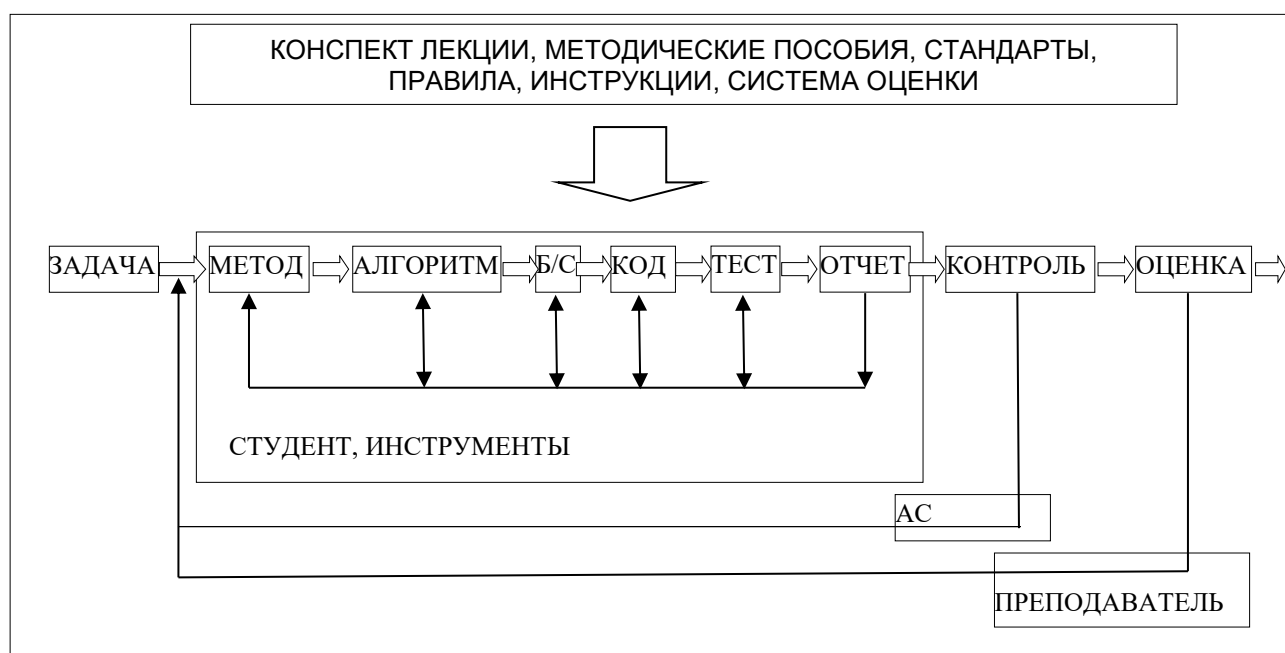 КОНСПЕКТ ЛЕКЦИИ, МЕТОДИЧЕСКИЕ ПОСОБИЯ, СТАНДАРТЫ,
ПРАВИЛА, ИНСТРУКЦИИ, СИСТЕМА ОЦЕНКИ
ЗАДАЧА
МЕТОД
АЛГОРИТМ
Б/С
КОД
ТЕСТ
ОТЧЕТ
КОНТРОЛЬ
ОЦЕНКА
СТУДЕНТ, ИНСТРУМЕНТЫ
АС
ПРЕПОДАВАТЕЛЬ